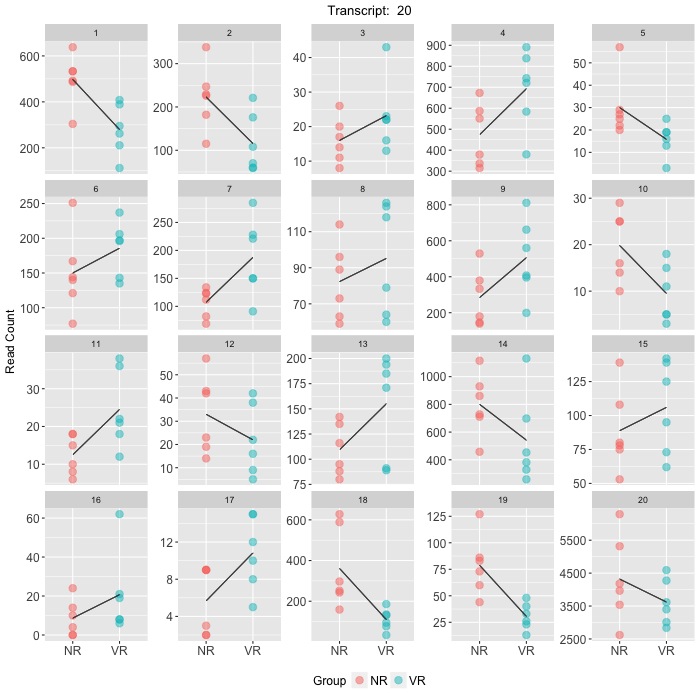 Transcript: 20
1 2 3 4 5
600 400 200
300 200 100
40 30 20 10
900 800 700 600 500 400 300
50 40 30 20 10
6 7 8 9 10
250 200 150 100
250 200 150 100
110 90 70
800 600 400 200
30 20 10
Read Count
11 12 13 14 15
30 20 10
50 40 30 20 10
200 175 150 125 100 75
1000 800 600 400
125 100 75 50
16 17 18 19 20
60 40 20 0
12 8 4
600 400 200
125 100 75 50 25
5500 4500 3500 2500
NR VR NR VR NR VR NR VR NR VR
Group NR VR